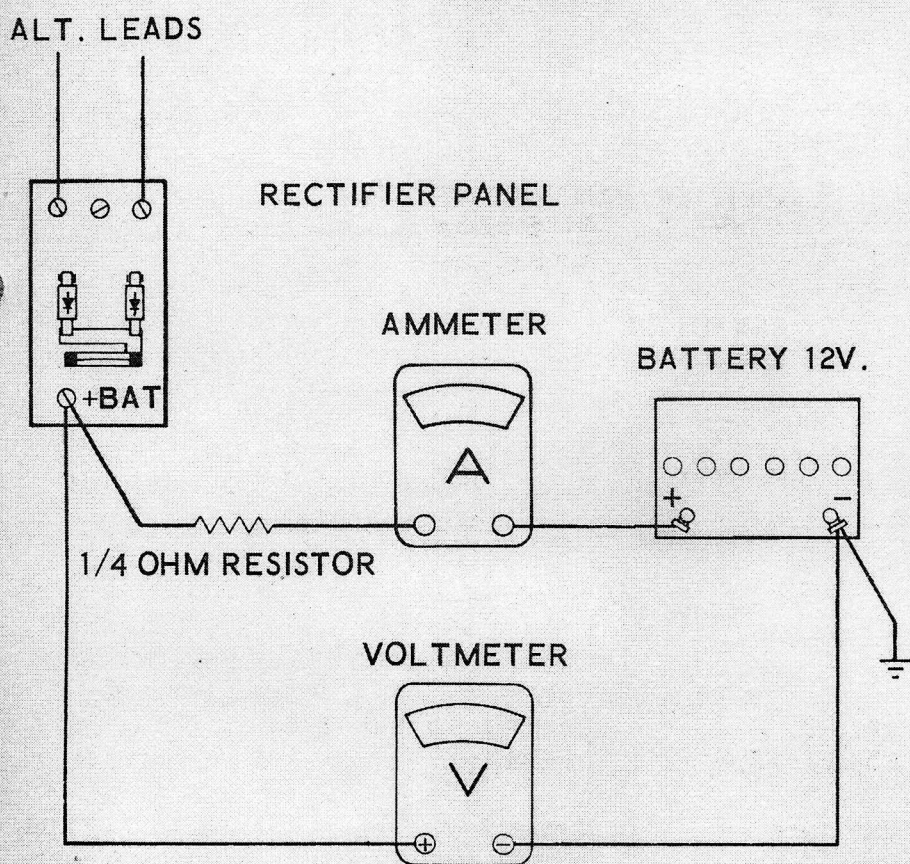 ALT. LEADS
RECTIFIER PANEL
AMMETER
BATTERY 12V.
+BAT
A
+ -
1/4 OHM RESISTOR
VOLTMETER
V
+ -